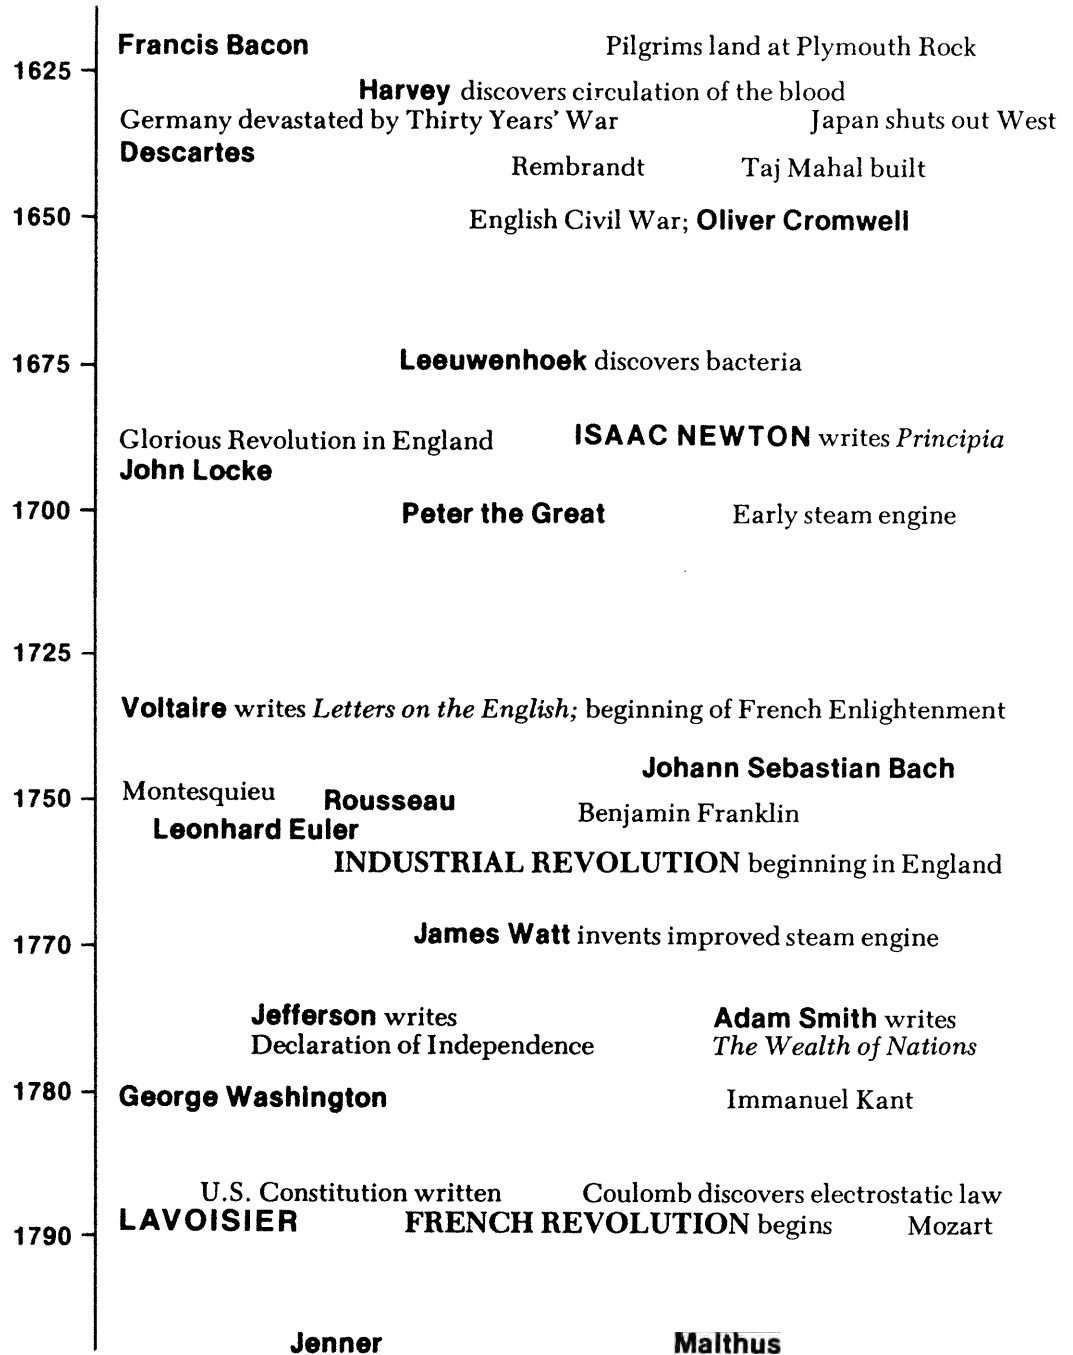 Francis Bacon Pilgrims land at Plymouth Rock
1625
Harvey discovers circulation of the blood
Germany devastated by Thirty Years' War Japan shuts out West
Descartes
Rembrandt Taj Mahal built
1650 English Civil War; Oliver Cromwell
1675 Leeuwenhoek discovers bacteria
Glorious Revolution in England ISAAC NEWTON writes Principia
John Locke
1700 Peter the Great Early steam engine
1725
Voltaire writes Letters on the English; beginning of French Enlightenment
Johann Sebastian Bach
1750 Montesquieu Rousseau Benjamin Franklin
Leonhard Euler
INDUSTRIAL REVOLUTION beginning in England
1770 James Watt invents improved steam engine
Jefferson writes Adam Smith writes
Declaration of Independence The Wealth of Nations
1780 George Washington Immanuel Kant
U.S. Constitution written Coulomb discovers electrostatic law
1790 LAVOISIER FRENCH REVOLUTION begins Mozart
Jenner Malthus